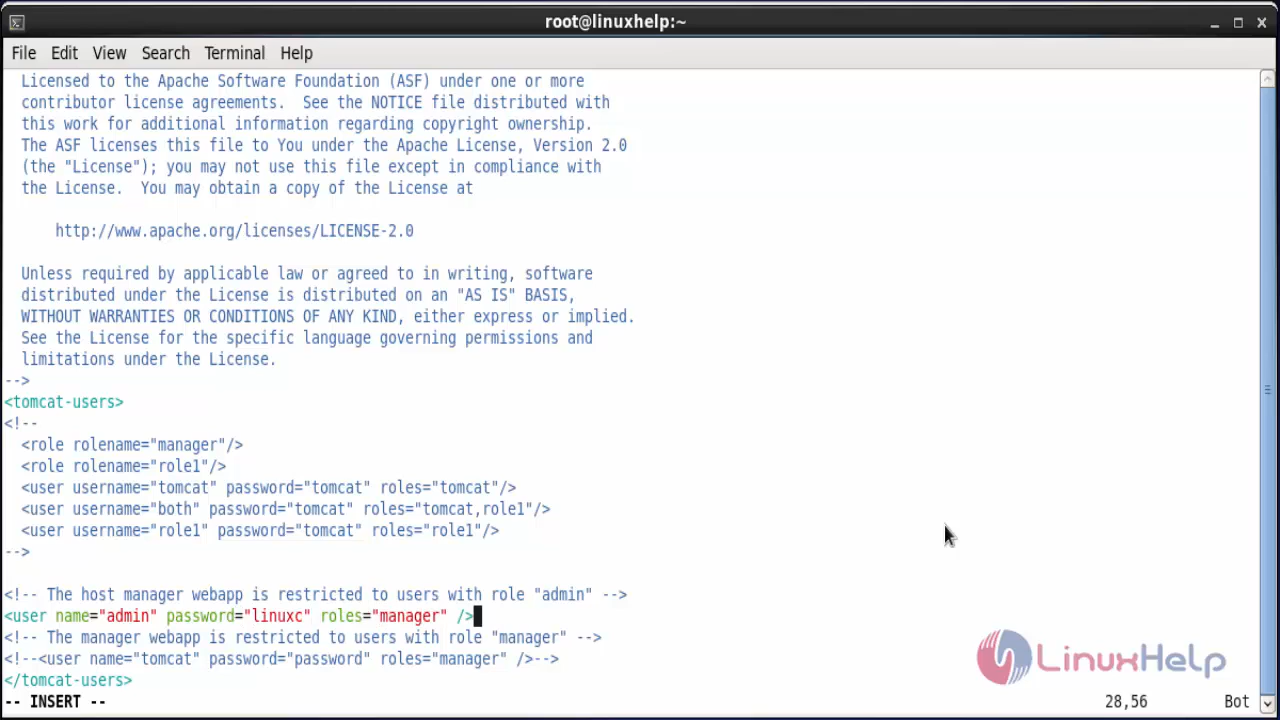 root@linuxhelp:~
File Edit View Search Terminal Help
Licensed to the Apache Software Foundation (ASF) under one or more
contributor license agreements.  See the NOTICE file distributed with
this work for additional information regarding copyright ownership.
The ASF licenses this file to You under the Apache License, Version 2.0
(the "License"); you may not use this file except in compliance with
the License.  You may obtain a copy of the License at
http://www.apache.org/licenses/LICENSE-2.0
Unless required by applicable law or agreed to in writing, software
distributed under the License is distributed on an "AS IS" BASIS,
WITHOUT WARRANTIES OR CONDITIONS OF ANY KIND, either express or implied.
See the License for the specific language governing permissions and
limitations under the License.
-->
<tomcat-users>
<!--
<role rolename="manager"/>
<role rolename="role1"/>
<user username="tomcat" password="tomcat" roles="tomcat"/>
<user username="both" password="tomcat" roles="tomcat,role1"/>
<user username="role1" password="tomcat" roles="role1"/>
-->
<!-- The host manager webapp is restricted to users with role "admin" -->
<user name="admin" password="linuxc" roles="manager" />
<!-- The manager webapp is restricted to users with role "manager" -->
<!--<user name="tomcat" password="password" roles="manager" />-->
</tomcat-users>
-- INSERT -- 28,56 Bot
LinuxHelp